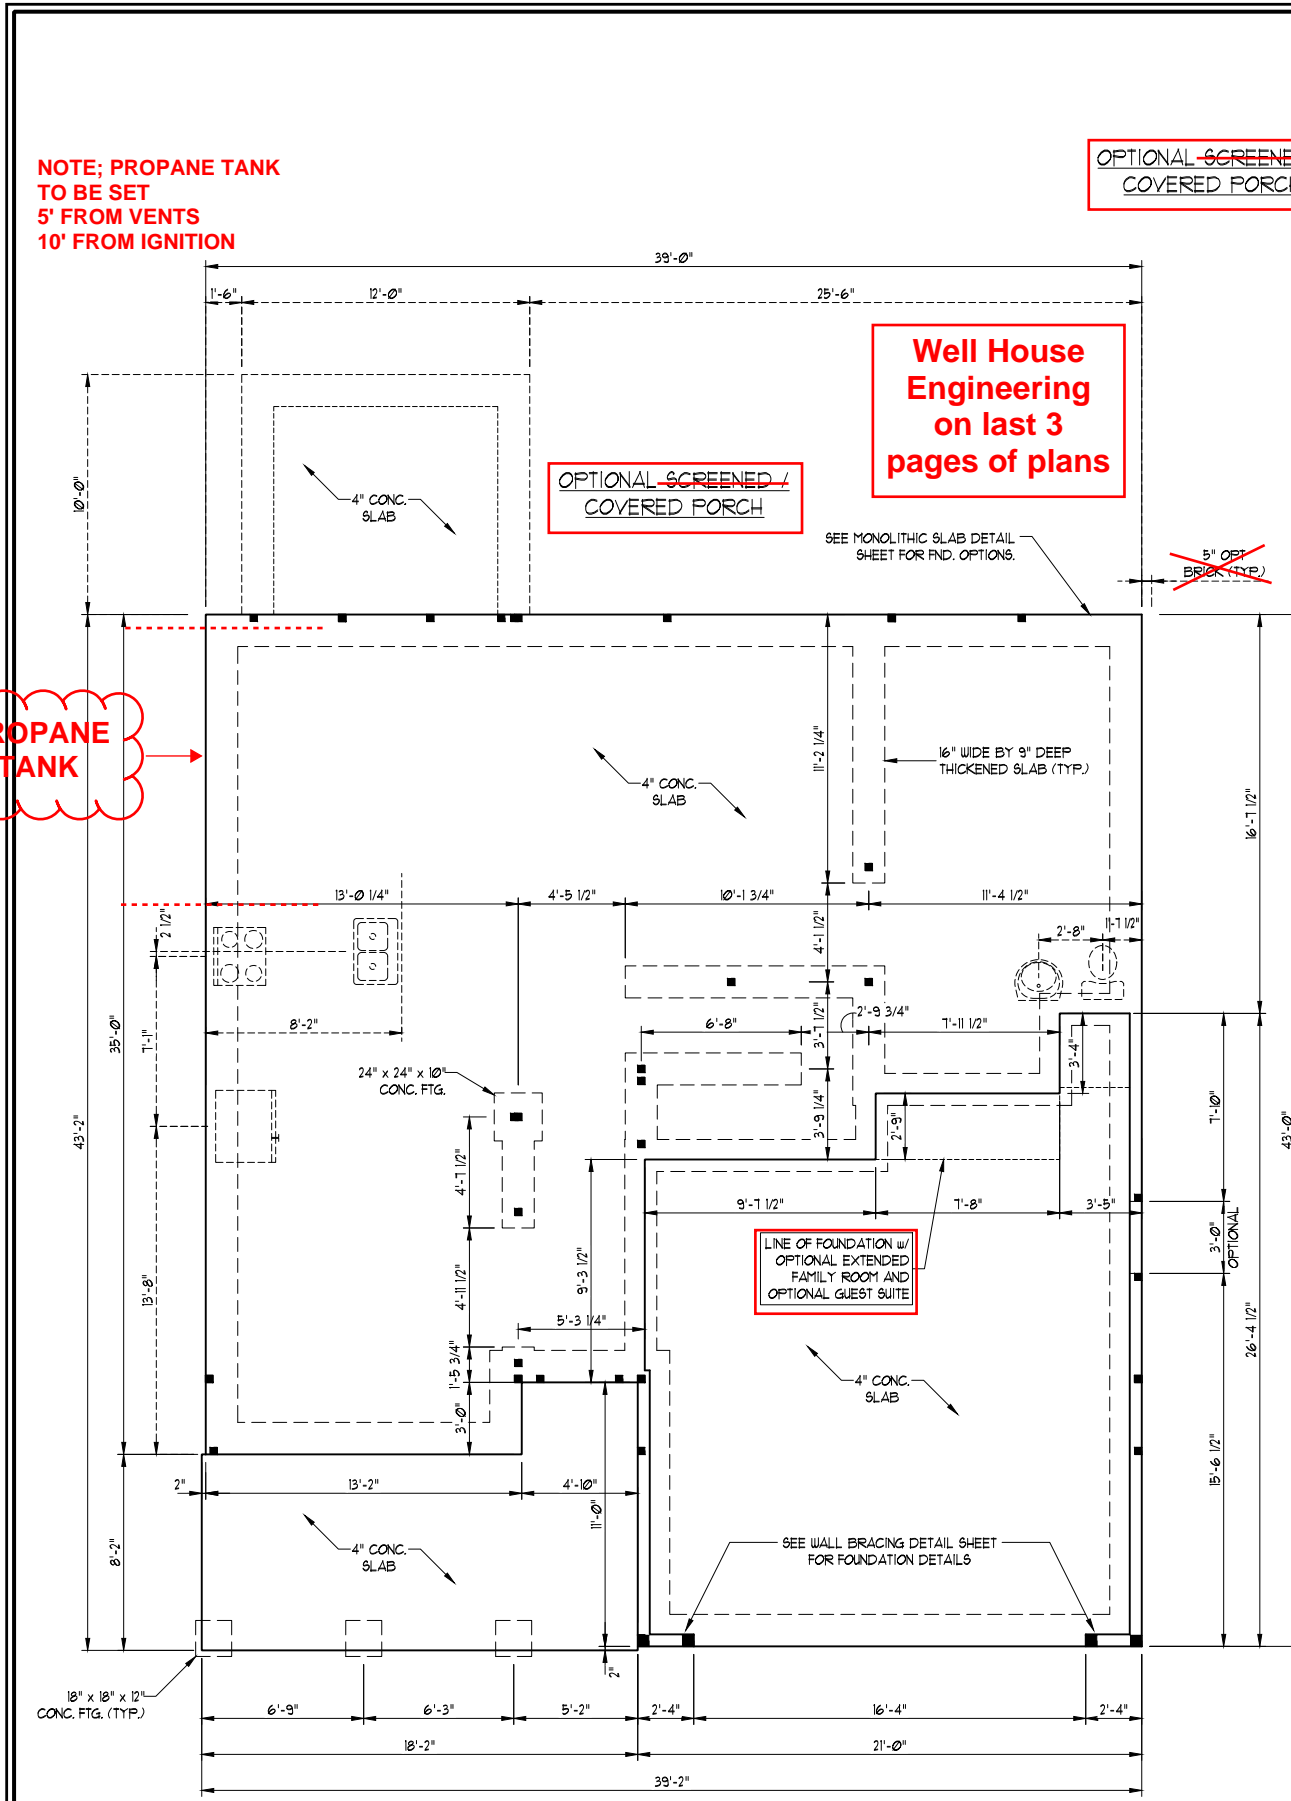 NOTE; PROPANE TANK
TO BE SET
5' FROM VENTS
10' FROM IGNITION
OPTIONAL SCREENE
COVERED PORCH
39'-0"
1'-6"
12'-0"
25'-6"
Well House
Engineering
on last 3
pages of plans
10'-0"
4" CONC.
SLAB
OPTIONAL SCREENED /
COVERED PORCH
SEE MONOLITHIC SLAB DETAIL
SHEET FOR FND. OPTIONS.
5" OPT
BRICK (TYP.)
ROPANE
TANK
11'-2 1/4"
16" WIDE BY 9" DEEP
THICKENED SLAB (TYP.)
4" CONC.
SLAB
16'-7 1/2"
13'-0 1/4"
4'-5 1/2"
10'-1 3/4"
11'-4 1/2"
2 1/2"
4'-1 1/2"
2'-8"
8'-2"
35'-0"
7'-1"
6'-8"
3'-7 1/2"
2'-9 3/4"
7'-11 1/2"
3'-4"
24" x 24" x 10"
CONC. FTG.
43'-2"
3'-9 1/4"
2'-9"
7'-10"
43'-0"
4'-7 1/2"
9'-7 1/2"
7'-8"
3'-5"
3'-0"
OPTIONAL
LINE OF FOUNDATION w/
OPTIONAL EXTENDED
FAMILY ROOM AND
OPTIONAL GUEST SUITE
9'-3 1/2"
4'-11 1/2"
13'-8"
5'-3 1/4"
26'-4 1/2"
1'-5 3/4"
4" CONC.
SLAB
3'-0"
15'-6 1/2"
2"
13'-2"
4'-10"
11'-0"
8'-2"
4" CONC.
SLAB
SEE WALL BRACING DETAIL SHEET
FOR FOUNDATION DETAILS
2"
18" x 18" x 12"
CONC. FTG. (TYP.)
6'-9"
6'-3"
5'-2"
2'-4"
16'-4"
2'-4"
18'-2"
21'-0"
39'-2"